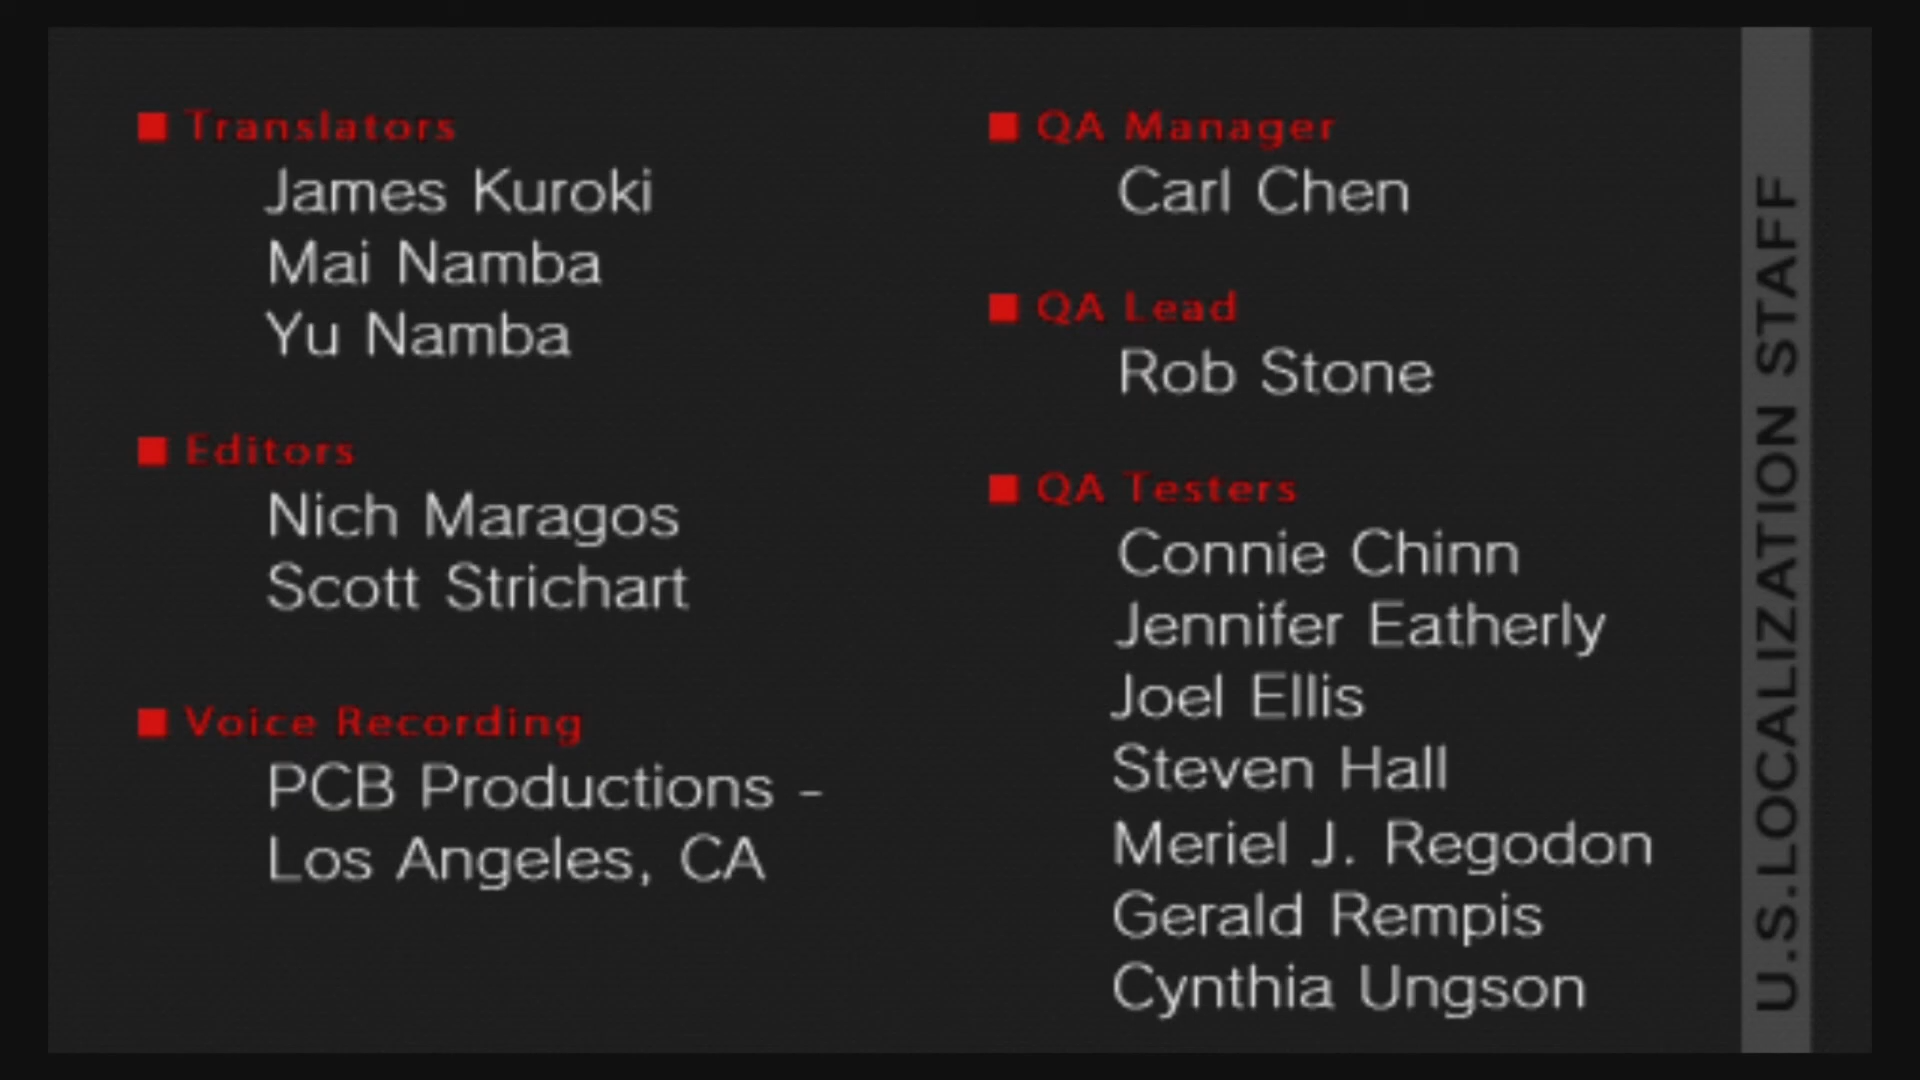 Translators
James Kuroki
Mai Namba
Yu Namba
Editors
Nich Maragos
Scott Strichart
Voice Recording
PCB Productions -
Los Angeles, CA
QA Manager
Carl Chen
QA Lead
Rob Stone
QA Testers
Connie Chinn
Jennifer Eatherly
Joel Ellis
Steven Hall
Meriel J. Regodon
Gerald Rempis
Cynthia Ungson
U.S.LOCALIZATION STAFF